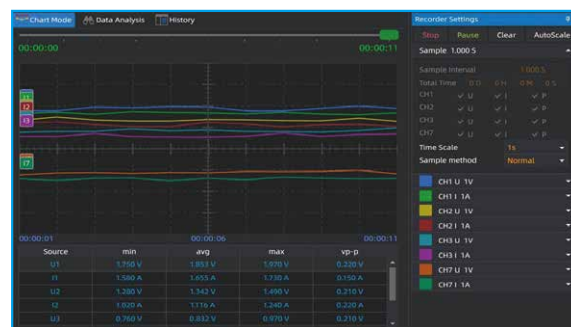 Chart Mode Data Analysis History
00:00:00 00:00:11
I1
I2
I3
I7
00:00:01 00:00:06 00:00:11
Source min avg max vp-p
U1 1.750 V 1.853 V 1.970 V 0.220 V
I1 1.580 A 1.655 A 1.730 A 0.150 A
U2 1.280 V 1.342 V 1.490 V 0.210 V
I2 1.020 A 1.116 A 1.240 A 0.220 A
U3 0.760 V 0.832 V 0.970 V 0.210 V
Recorder Settings
Stop Pause Clear AutoScale
Sample 1.000 S
Sample Interval 1.000 S
Total Time 0 D 0 H 0 M 0 S
CH1 U I P
CH2 U I P
CH3 U I P
CH7 U I P
Time Scale 1s
Sample method Normal
CH1 U 1V
CH1 I 1A
CH2 U 1V
CH2 I 1A
CH3 U 1V
CH3 I 1A
CH7 U 1V
CH7 I 1A